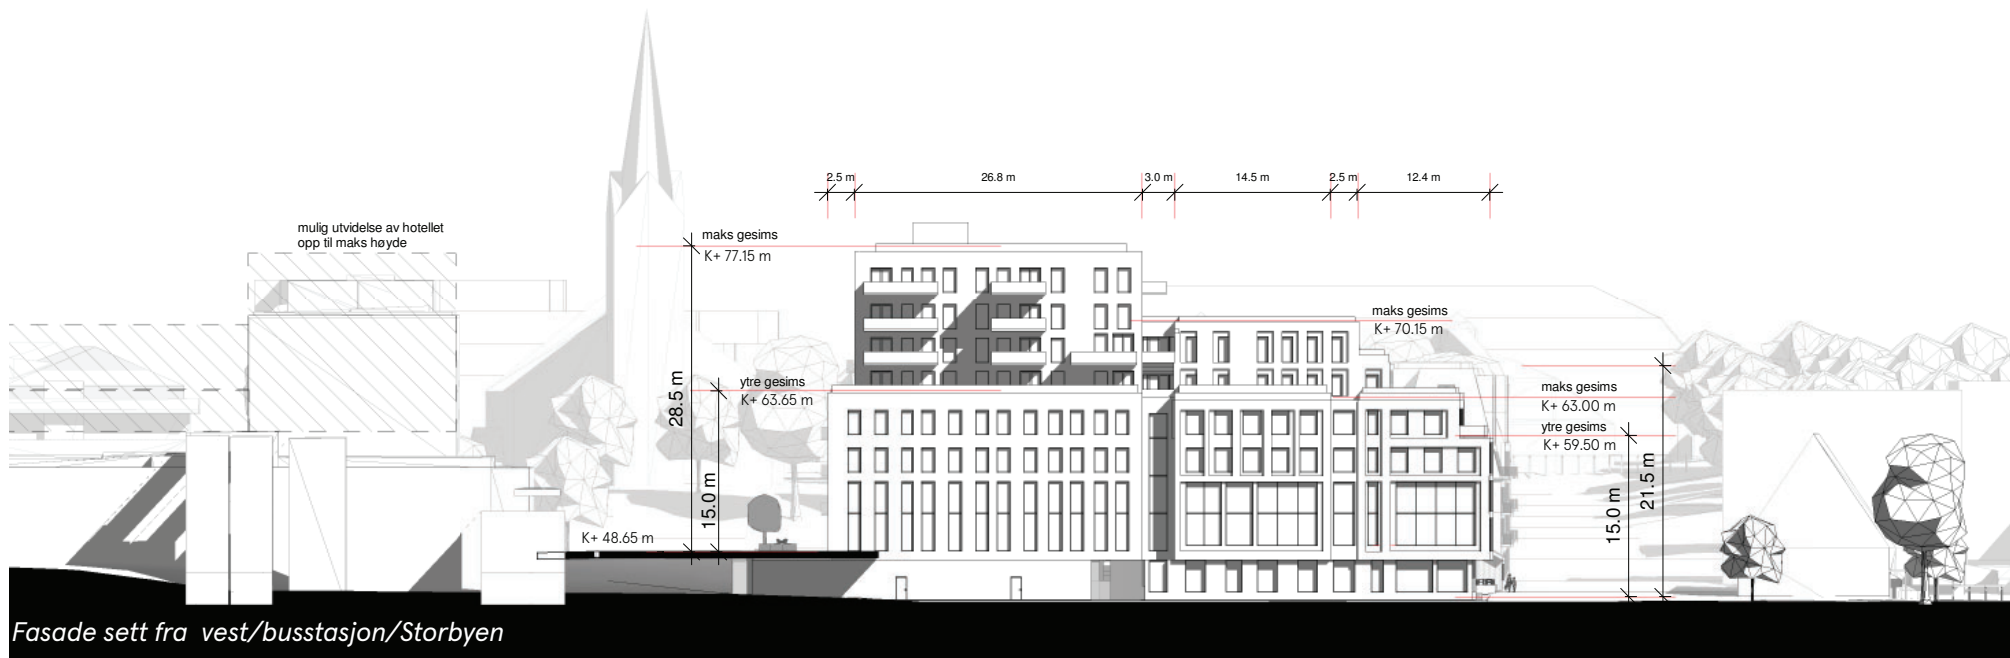 2.5 m
26.8 m
3.0 m
14.5 m
2.5 m
12.4 m
mulig utvidelse av hotellet
opp til maks høyde
maks gesims
K+ 77.15 m
maks gesims
K+ 70.15 m
28.5 m
ytre gesims
K+ 63.65 m
maks gesims
K+ 63.00 m
ytre gesims
K+ 59.50 m
15.0 m
15.0 m
21.5 m
K+ 48.65 m
Fasade sett fra vest/busstasjon/Storbyen